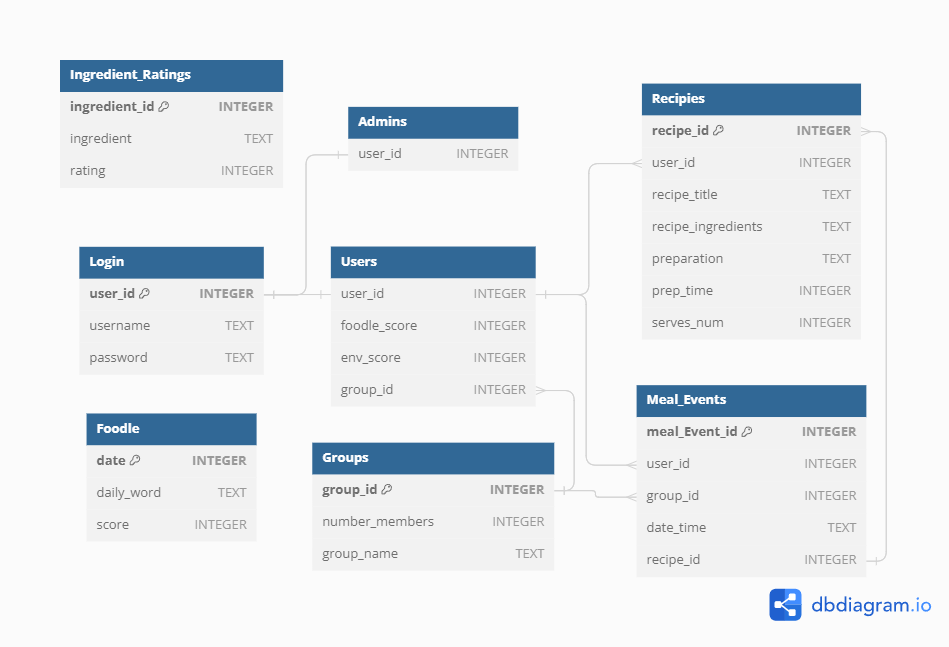 Ingredient_Ratings
ingredient_id INTEGER
ingredient TEXT
rating INTEGER
Admins
user_id INTEGER
Recipies
recipe_id INTEGER
user_id INTEGER
recipe_title TEXT
recipe_ingredients TEXT
preparation TEXT
prep_time INTEGER
serves_num INTEGER
Login
user_id INTEGER
username TEXT
password TEXT
Users
user_id INTEGER
foodle_score INTEGER
env_score INTEGER
group_id INTEGER
Foodle
date INTEGER
daily_word TEXT
score INTEGER
Groups
group_id INTEGER
number_members INTEGER
group_name TEXT
Meal_Events
meal_Event_id INTEGER
user_id INTEGER
group_id INTEGER
date_time TEXT
recipe_id INTEGER
dbdiagram.io